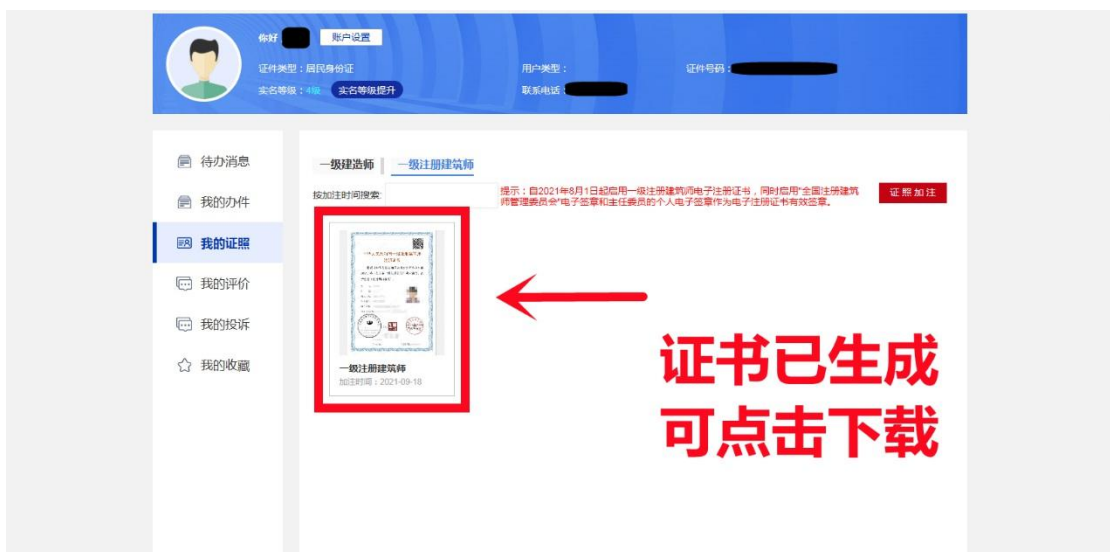 你好
账户设置
证件类型：居民身份证
用户类型：
证件号码：
实名等级：4级
实名等级提升
联系电话：
待办消息
我的办件
我的证照
我的评价
我的投诉
我的收藏
一级建造师
一级注册建筑师
按加注时间搜索:
提示：自2021年8月1日起启用一级注册建筑师电子注册证书，同时启用"全国注册建筑
师管理委员会"电子签章和主任委员的个人电子签章作为电子注册证书有效签章。
证照加注
一级注册建筑师
加注时间：2021-09-18
证书已生成
可点击下载